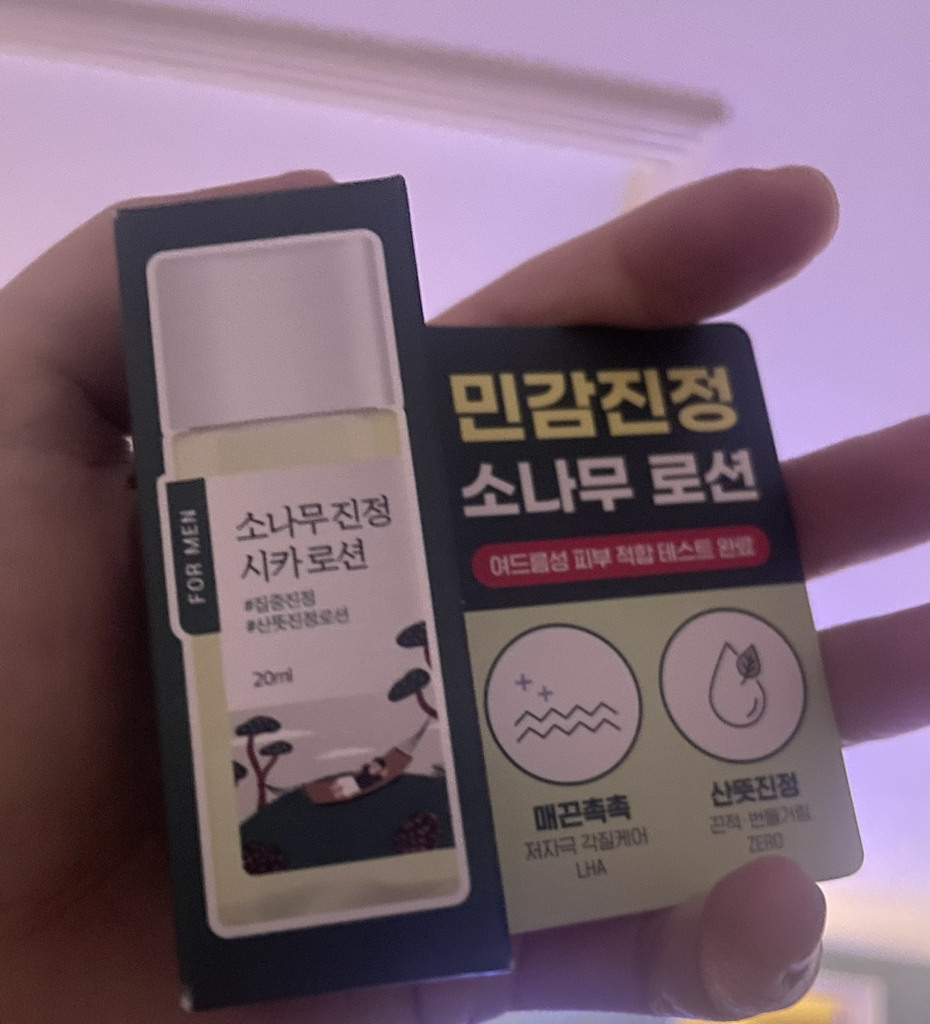 FOR MEN
소나무 진정
시카 로션
#집중진정
#산뜻진정로션
20ml
민감진정
소나무 로션
여드름성 피부 적합 테스트 완료
매끈촉촉
저자극 각질케어
LHA
산뜻진정
끈적·번들거림
ZERO